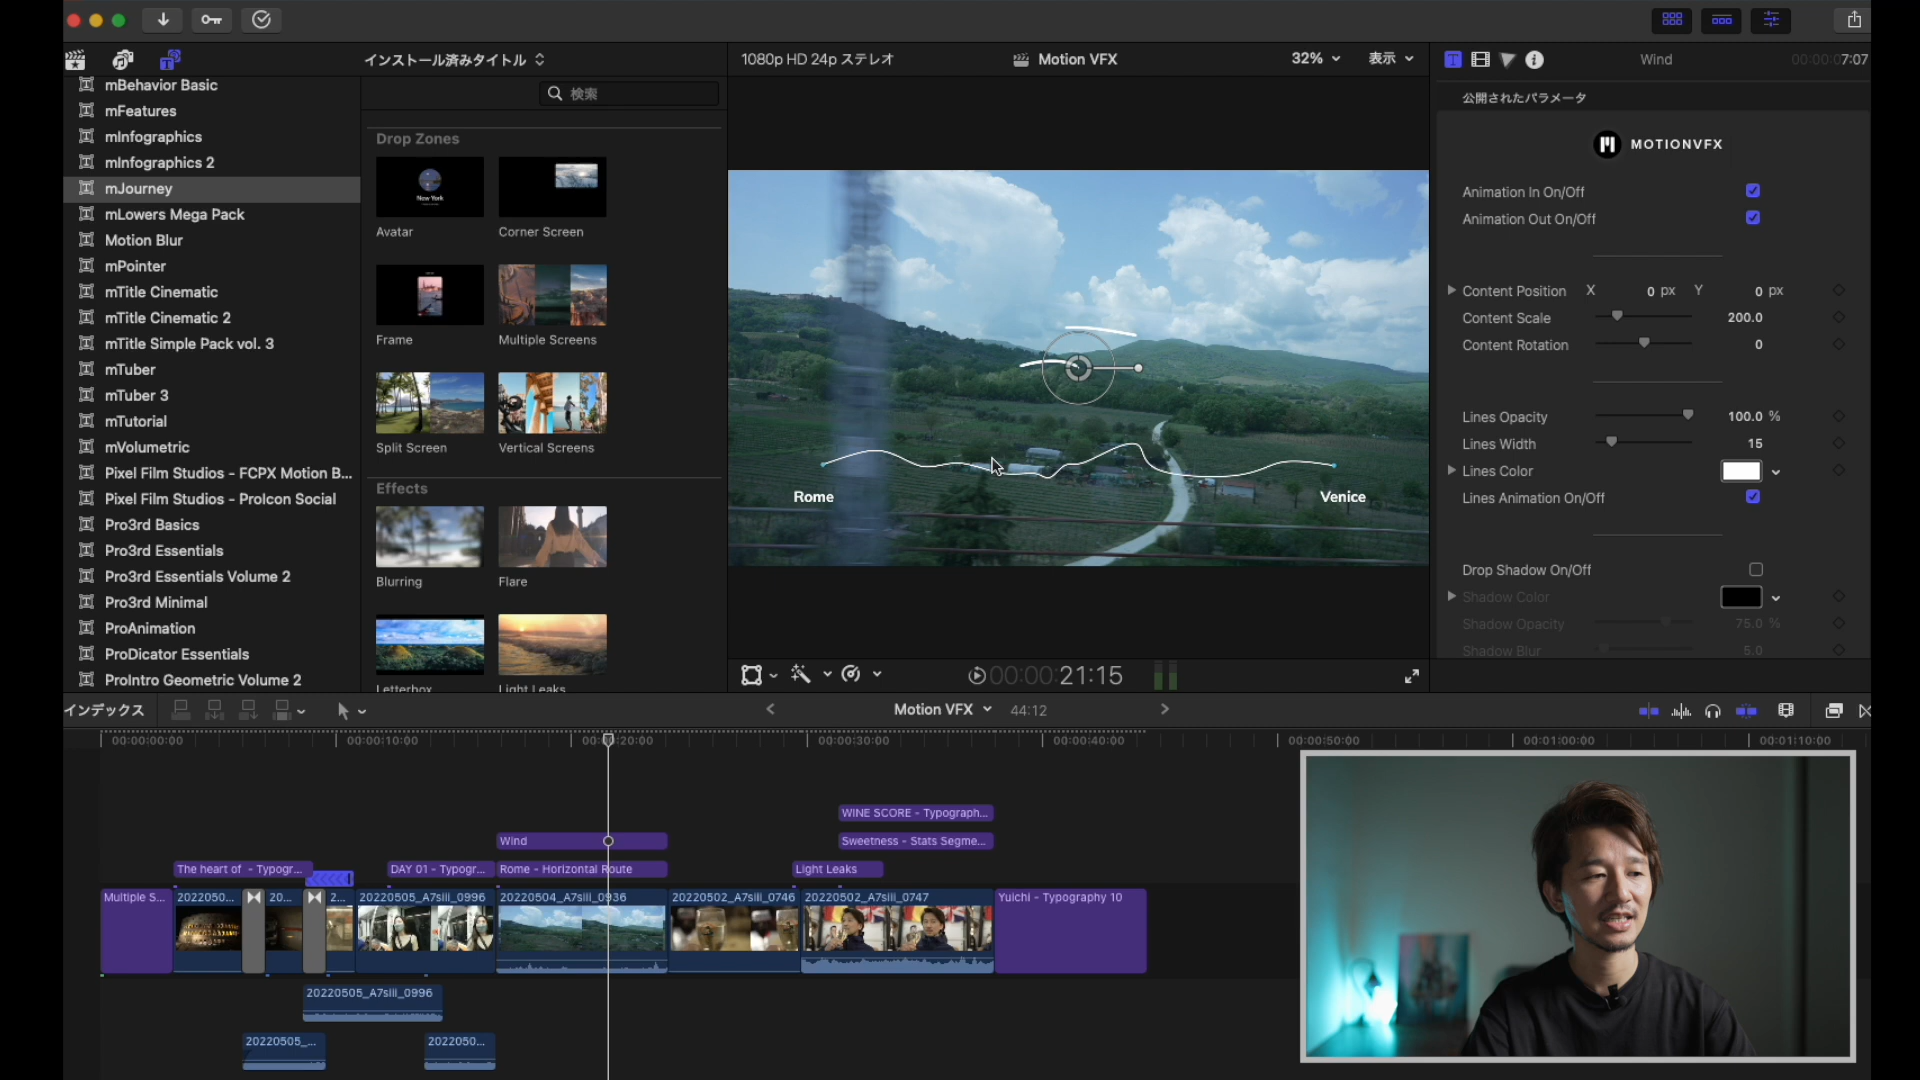 インストール済みタイトル
1080p HD 24p ステレオ
Motion VFX
32%
表示
Wind
00:00:07:07
mBehavior Basic
mFeatures
mInfographics
mInfographics 2
mJourney
mLowers Mega Pack
Motion Blur
mPointer
mTitle Cinematic
mTitle Cinematic 2
mTitle Simple Pack vol. 3
mTuber
mTuber 3
mTutorial
mVolumetric
Pixel Film Studios - FCPX Motion B...
Pixel Film Studios - ProIcon Social
Pro3rd Basics
Pro3rd Essentials
Pro3rd Essentials Volume 2
Pro3rd Minimal
ProAnimation
ProDicator Essentials
ProIntro Geometric Volume 2
検索
Drop Zones
New York
Avatar
Corner Screen
Frame
Multiple Screens
Split Screen
Vertical Screens
Effects
Blurring
Flare
Letterbox
Light Leaks
Rome
Venice
公開されたパラメータ
MOTIONVFX
Animation In On/Off
Animation Out On/Off
Content Position X 0 px Y 0 px
Content Scale 200.0
Content Rotation 0
Lines Opacity 100.0 %
Lines Width 15
Lines Color
Lines Animation On/Off
Drop Shadow On/Off
Shadow Color
Shadow Opacity 75.0 %
Shadow Blur 5.0
00:00:21:15
インデックス
Motion VFX
44:12
00:00:00:00
00:00:10:00
00:00:20:00
00:00:30:00
00:00:40:00
00:00:50:00
00:01:00:00
00:01:10:00
WINE SCORE - Typograph...
Wind
Sweetness - Stats Segme...
The heart of - Typogr...
DAY 01 - Typogr...
Rome - Horizontal Route
Light Leaks
Multiple S...
2022050...
20...
2...
20220505_A7siii_0996
20220504_A7siii_0936
20220502_A7siii_0746
20220502_A7siii_0747
Yuichi - Typography 10
20220505_A7siii_0996
20220505_...
2022050...